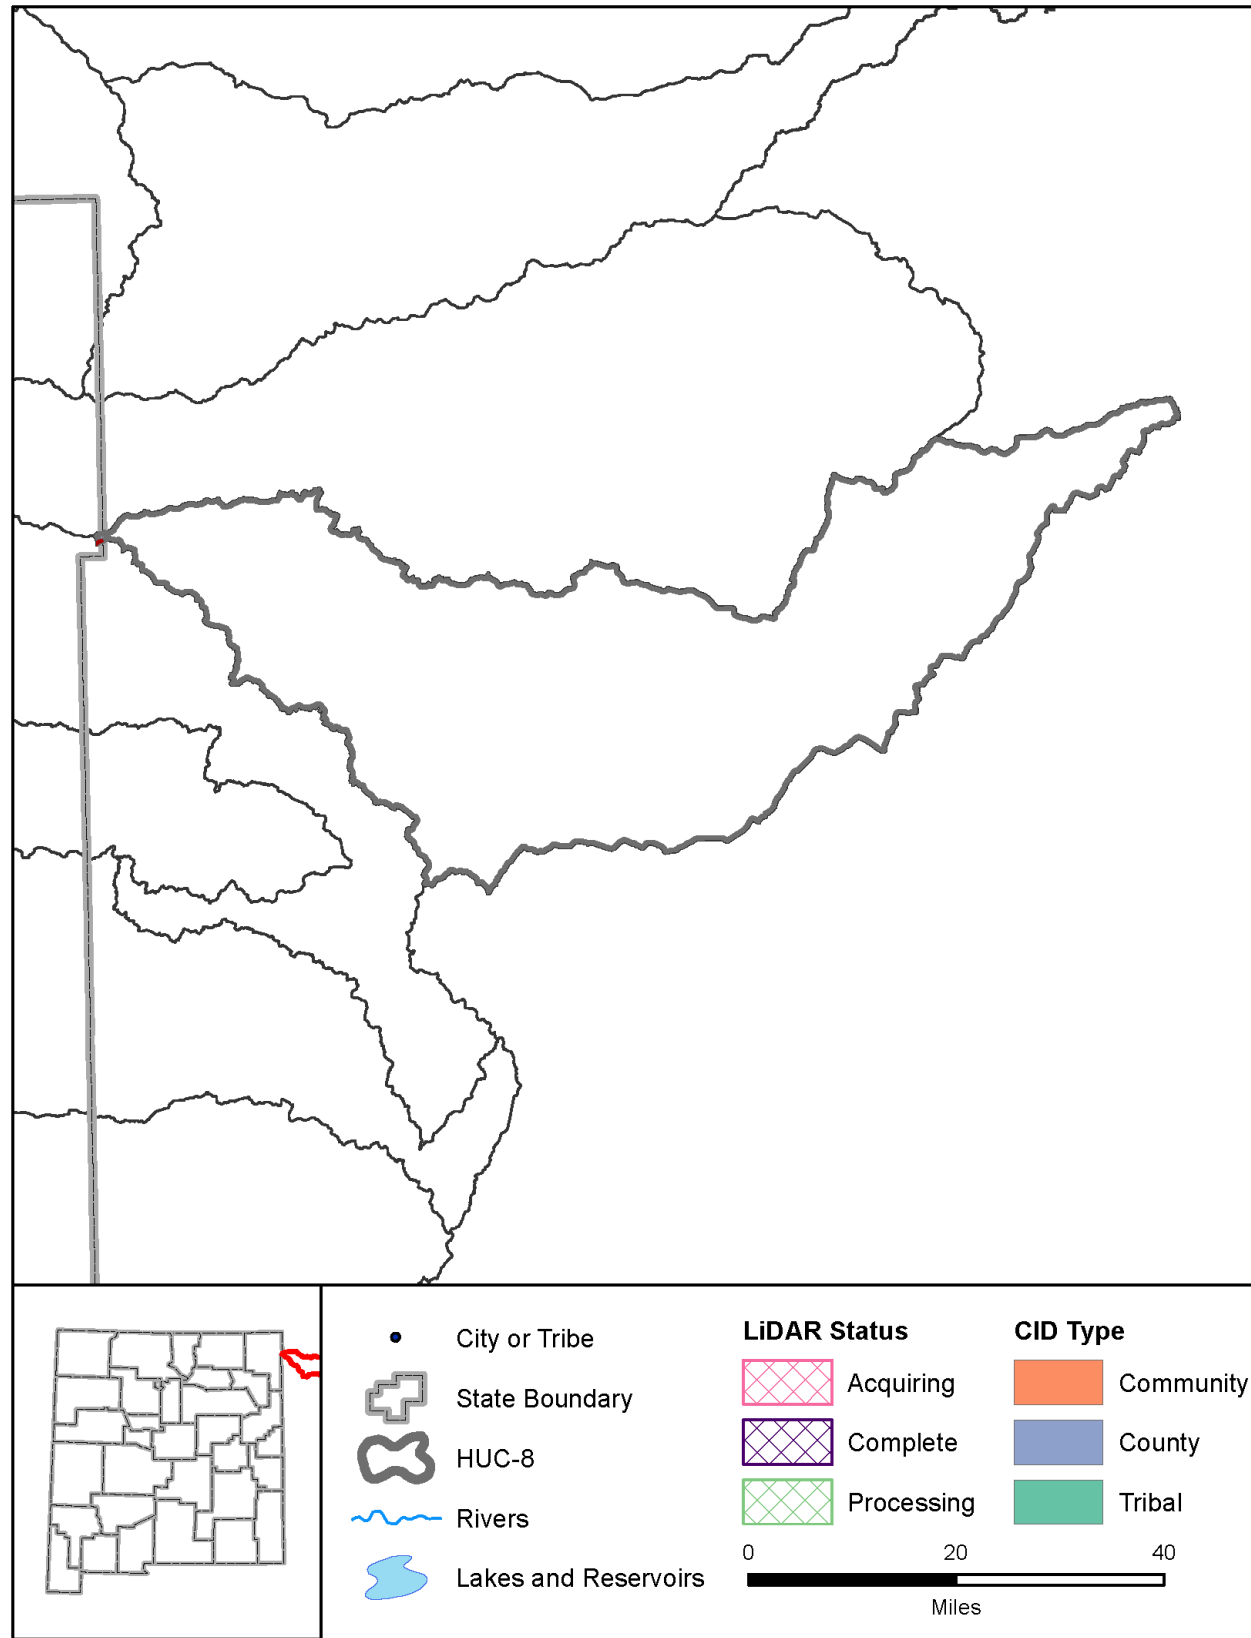 City or Tribe
State Boundary
HUC-8
Rivers
Lakes and Reservoirs
LiDAR Status
Acquiring
Complete
Processing
CID Type
Community
County
Tribal
0 20 40
Miles